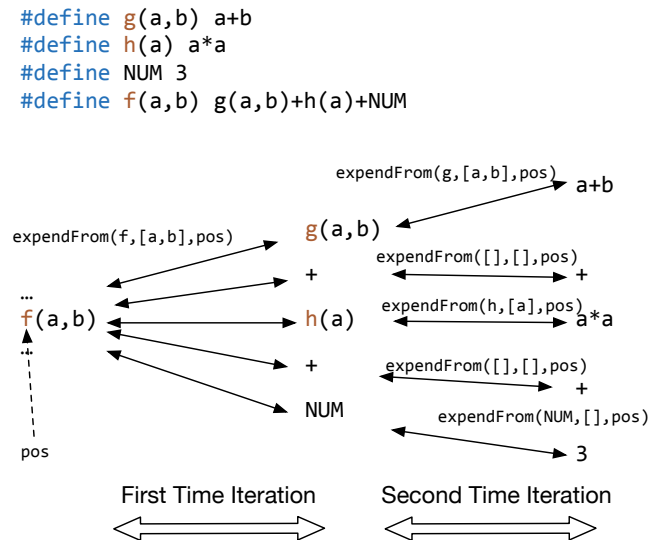 #define g(a,b) a+b
#define h(a) a*a
#define NUM 3
#define f(a,b) g(a,b)+h(a)+NUM
expendFrom(g,[a,b],pos)
a+b
expendFrom(f,[a,b],pos)
g(a,b)
expendFrom([],[],pos)
+
+
…
expendFrom(h,[a],pos)
f(a,b)
h(a)
a*a
…
expendFrom([],[],pos)
+
+
NUM
expendFrom(NUM,[],pos)
pos
3
First Time Iteration
Second Time Iteration